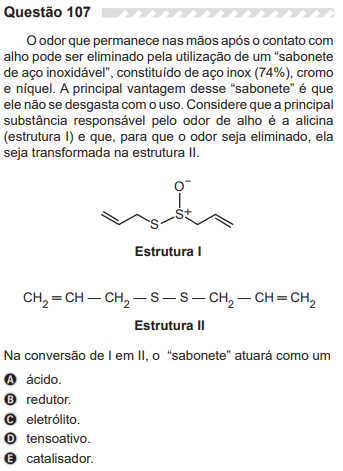 Questão 107
O odor que permanece nas mãos após o contato com
alho pode ser eliminado pela utilização de um “sabonete
de aço inoxidável”, constituído de aço inox (74%), cromo
e níquel. A principal vantagem desse “sabonete” é que
ele não se desgasta com o uso. Considere que a principal
substância responsável pelo odor de alho é a alicina
(estrutura I) e que, para que o odor seja eliminado, ela
seja transformada na estrutura II.
O⁻
S S⁺
Estrutura I
CH₂ = CH — CH₂ — S — S — CH₂ — CH = CH₂
Estrutura II
Na conversão de I em II, o “sabonete” atuará como um
A ácido.
B redutor.
C eletrólito.
D tensoativo.
E catalisador.